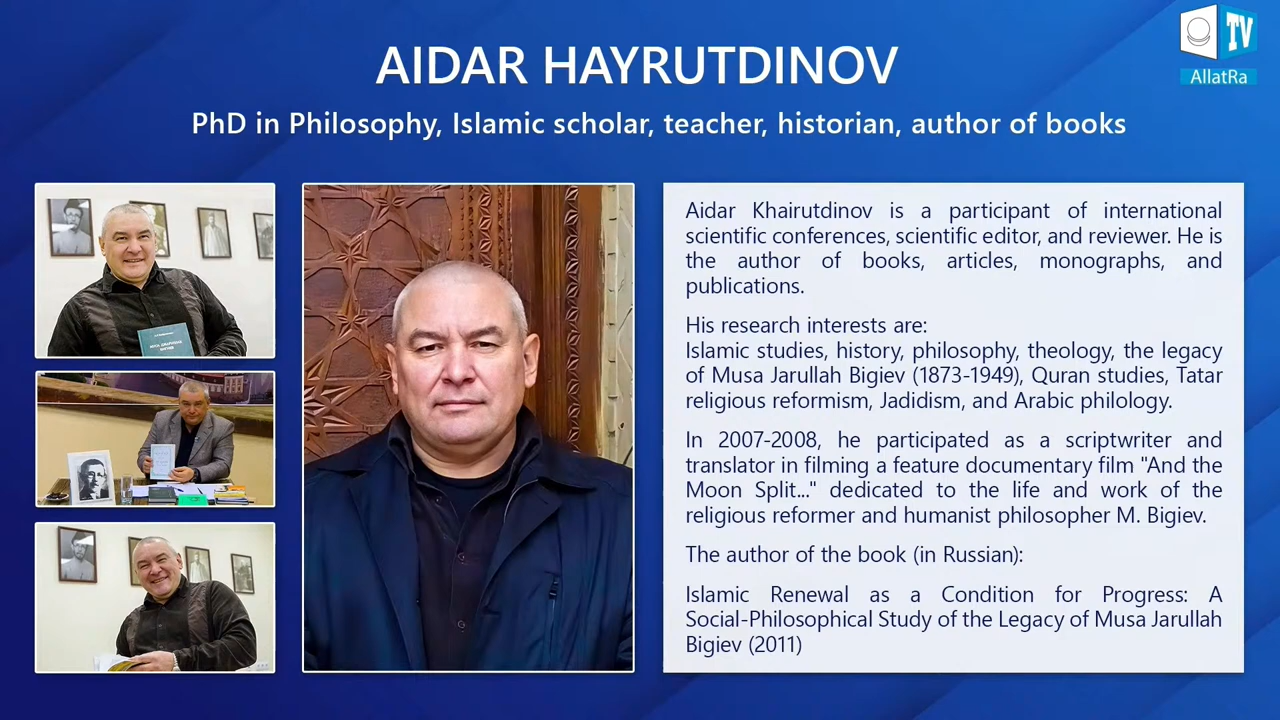 AIDAR HAYRUTDINOV
PhD in Philosophy, Islamic scholar, teacher, historian, author of books
TV
AllatRa
Aidar Khairutdinov is a participant of international
scientific conferences, scientific editor, and reviewer. He is
the author of books, articles, monographs, and
publications.
His research interests are:
Islamic studies, history, philosophy, theology, the legacy
of Musa Jarullah Bigiev (1873-1949), Quran studies, Tatar
religious reformism, Jadidism, and Arabic philology.
In 2007-2008, he participated as a scriptwriter and
translator in filming a feature documentary film "And the
Moon Split..." dedicated to the life and work of the
religious reformer and humanist philosopher M. Bigiev.
The author of the book (in Russian):
Islamic Renewal as a Condition for Progress: A
Social-Philosophical Study of the Legacy of Musa Jarullah
Bigiev (2011)